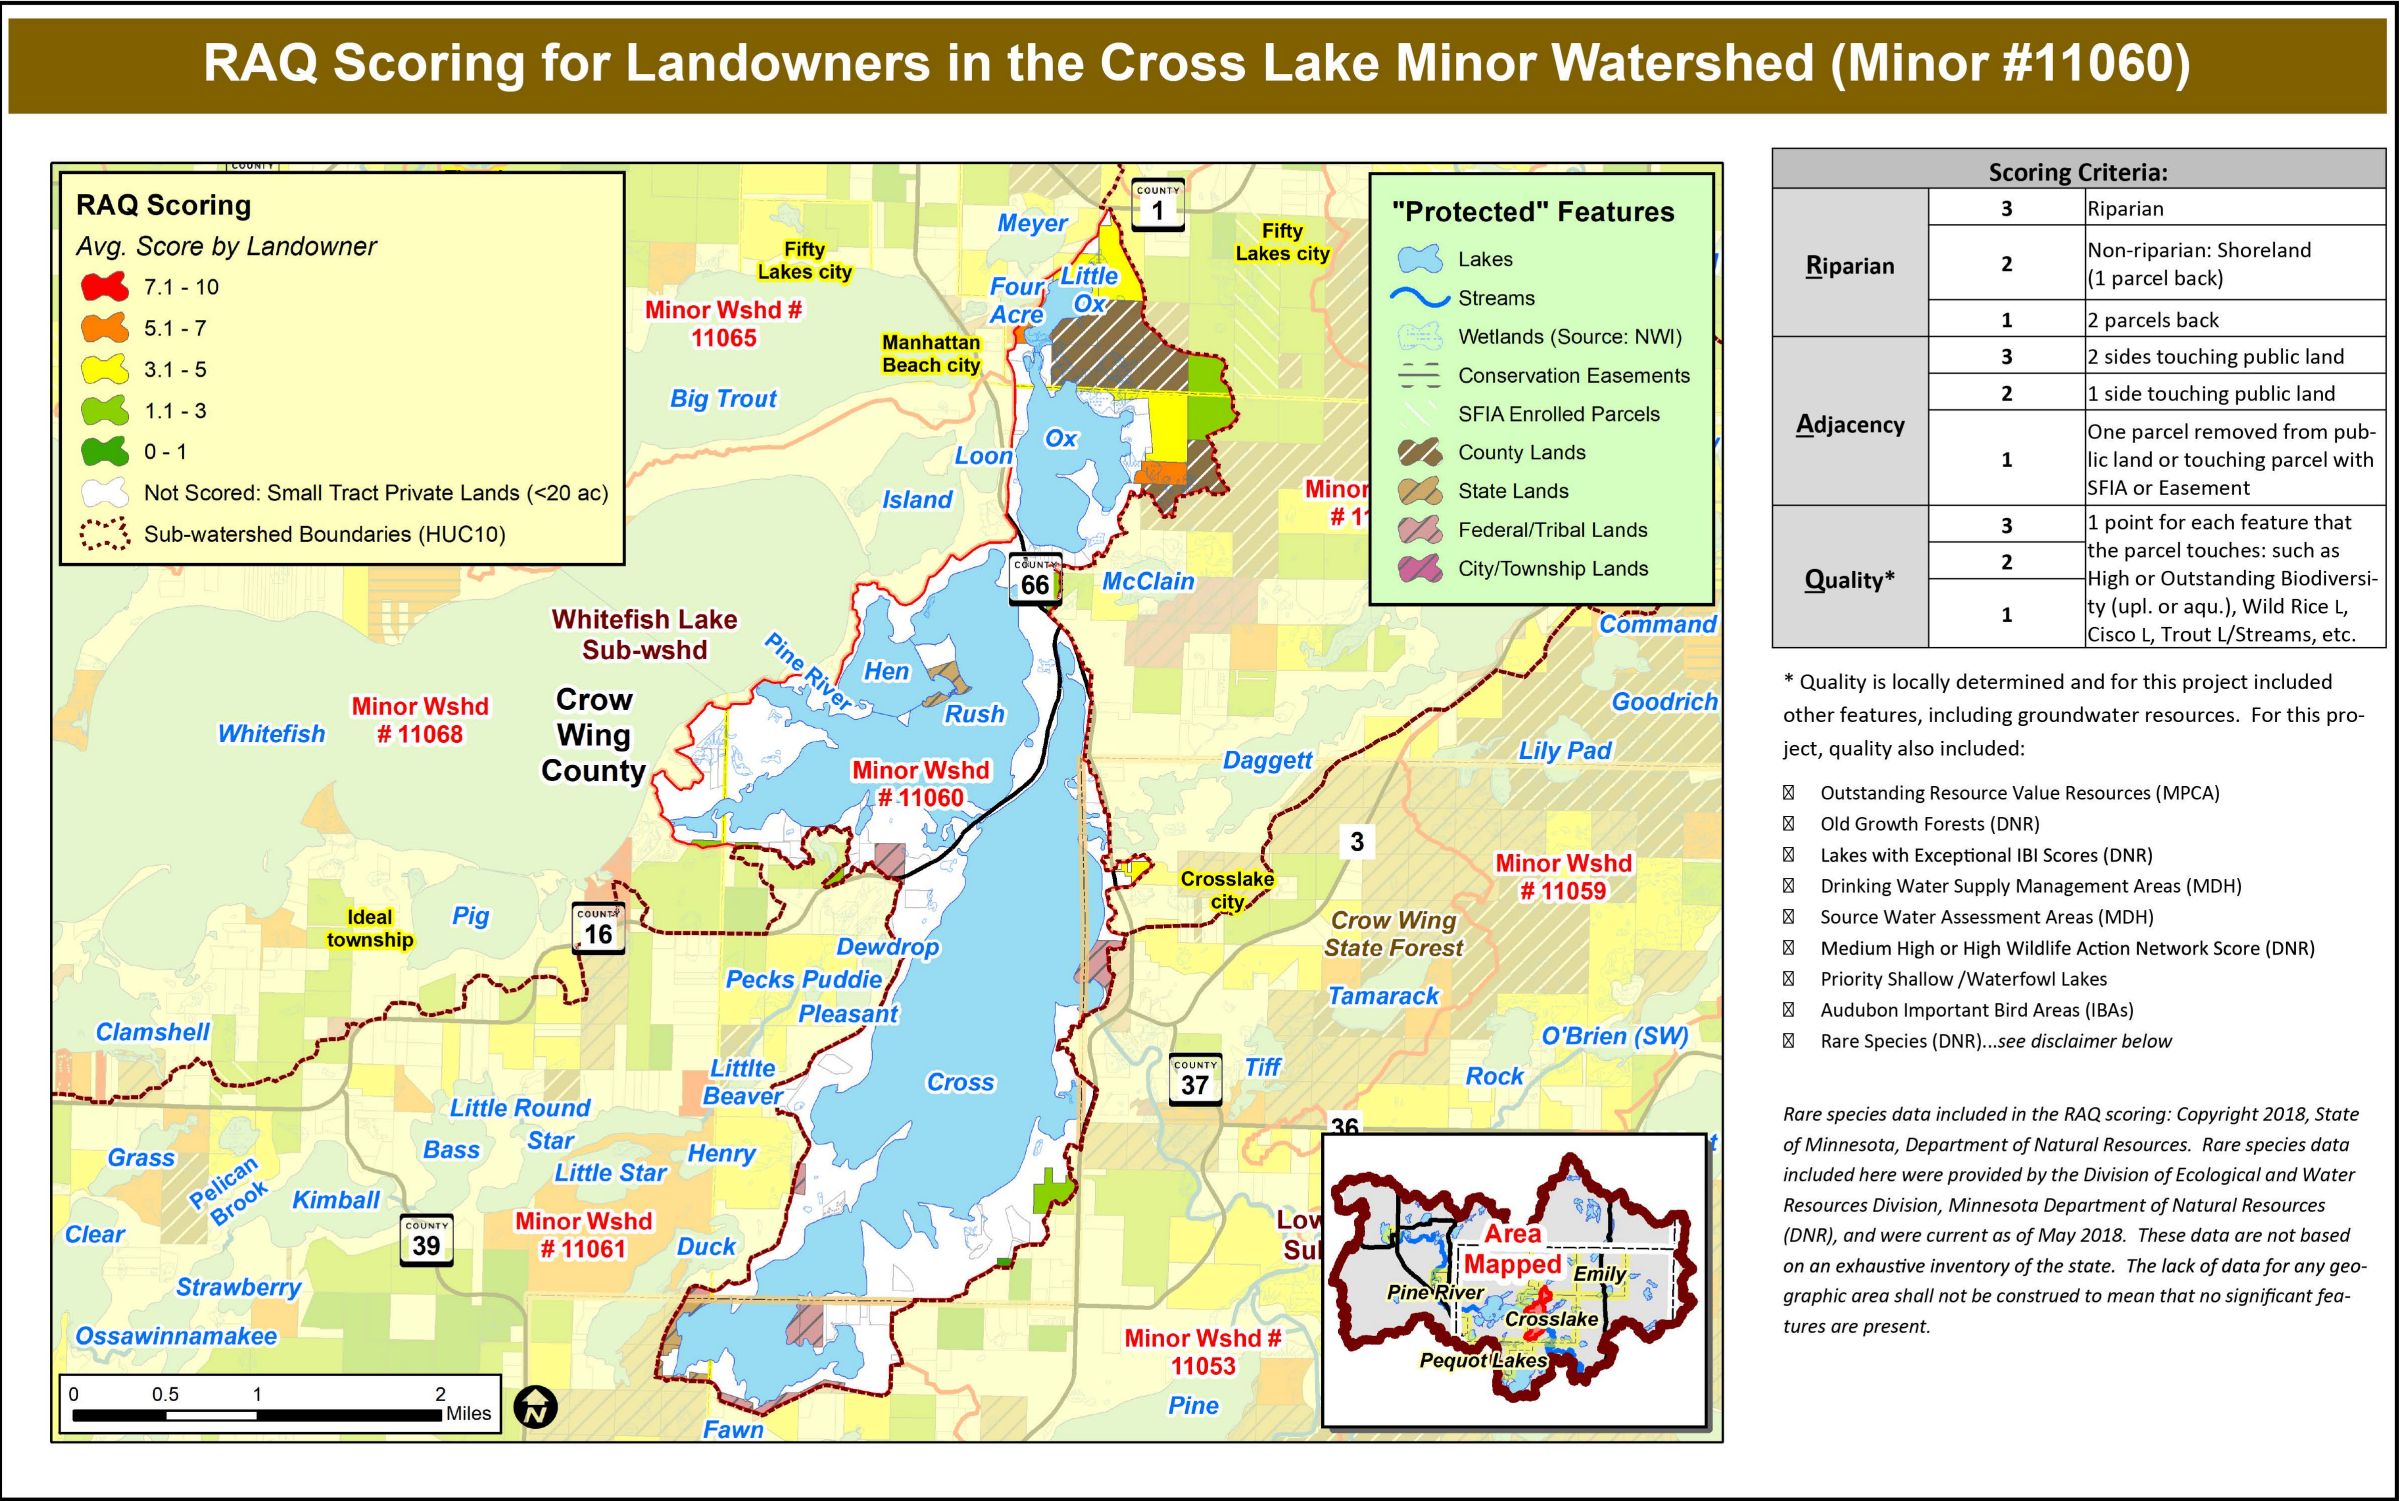 RAQ Scoring for Landowners in the Cross Lake Minor Watershed (Minor #11060)
COUNTY
RAQ Scoring
Avg. Score by Landowner
7.1 - 10
5.1 - 7
3.1 - 5
1.1 - 3
0 - 1
Not Scored: Small Tract Private Lands (<20 ac)
Sub-watershed Boundaries (HUC10)
COUNTY
1
Meyer
Fifty
Lakes city
Fifty
Lakes city
Four
Acre
Little
Ox
Minor Wshd #
11065
Manhattan
Beach city
Big Trout
Ox
Loon
Island
Minor
# 1
COUNTY
66
McClain
"Protected" Features
Lakes
Streams
Wetlands (Source: NWI)
Conservation Easements
SFIA Enrolled Parcels
County Lands
State Lands
Federal/Tribal Lands
City/Township Lands
Whitefish Lake
Sub-wshd
Pine River
Hen
Rush
Command
Goodrich
Crow
Wing
County
Minor Wshd
# 11068
Whitefish
Minor Wshd
# 11060
Daggett
Lily Pad
3
Minor Wshd
# 11059
Crosslake
city
Crow Wing
State Forest
Ideal
township
Pig
COUNTY
16
Dewdrop
Pecks Puddie
Pleasant
Tamarack
Clamshell
O'Brien (SW)
COUNTY
37
Tiff
Rock
Littlte
Beaver
Cross
Little Round
Star
Bass
Little Star
Henry
36
Grass
Pelican
Brook
Kimball
Clear
COUNTY
39
Minor Wshd
# 11061
Duck
Low
Su
Strawberry
Ossawinnamakee
Minor Wshd #
11053
Pine
Fawn
0 0.5 1 2
Miles
N
Area
Mapped
Emily
Pine River
Crosslake
Pequot Lakes
Scoring Criteria:
Riparian
3 Riparian
2 Non-riparian: Shoreland
(1 parcel back)
1 2 parcels back
Adjacency
3 2 sides touching public land
2 1 side touching public land
1 One parcel removed from pub-
lic land or touching parcel with
SFIA or Easement
Quality*
3 1 point for each feature that
the parcel touches: such as
2 High or Outstanding Biodiversi-
ty (upl. or aqu.), Wild Rice L,
1 Cisco L, Trout L/Streams, etc.
* Quality is locally determined and for this project included
other features, including groundwater resources. For this pro-
ject, quality also included:
Outstanding Resource Value Resources (MPCA)
Old Growth Forests (DNR)
Lakes with Exceptional IBI Scores (DNR)
Drinking Water Supply Management Areas (MDH)
Source Water Assessment Areas (MDH)
Medium High or High Wildlife Action Network Score (DNR)
Priority Shallow /Waterfowl Lakes
Audubon Important Bird Areas (IBAs)
Rare Species (DNR)...see disclaimer below
Rare species data included in the RAQ scoring: Copyright 2018, State
of Minnesota, Department of Natural Resources. Rare species data
included here were provided by the Division of Ecological and Water
Resources Division, Minnesota Department of Natural Resources
(DNR), and were current as of May 2018. These data are not based
on an exhaustive inventory of the state. The lack of data for any geo-
graphic area shall not be construed to mean that no significant fea-
tures are present.